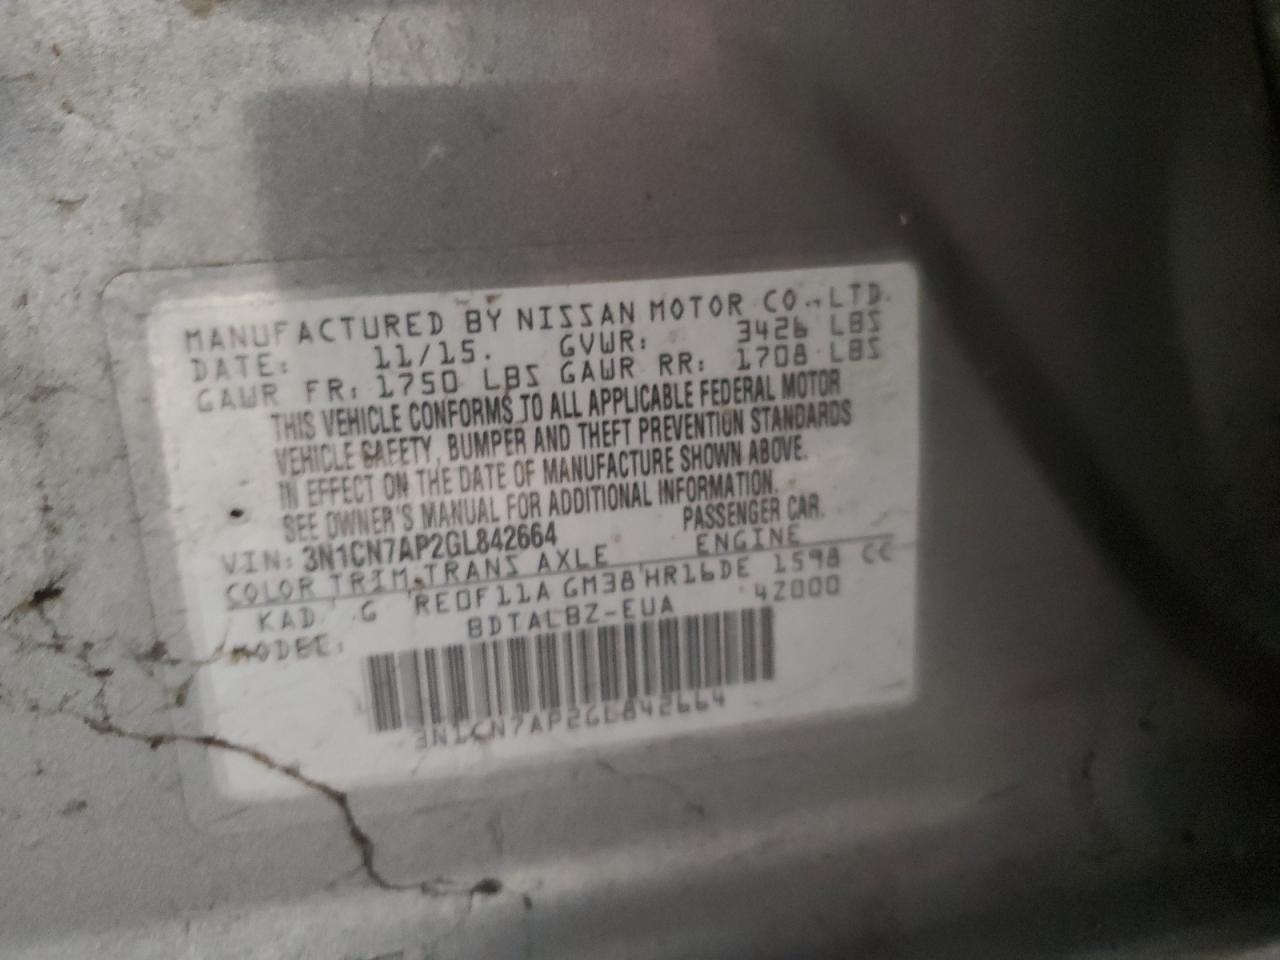 MANUFACTURED BY NISSAN MOTOR CO.,LTD.
DATE: 11/15. GVWR: 3426 LBS
GAWR FR: 1750 LBS GAWR RR: 1708 LBS
THIS VEHICLE CONFORMS TO ALL APPLICABLE FEDERAL MOTOR
VEHICLE SAFETY, BUMPER AND THEFT PREVENTION STANDARDS
IN EFFECT ON THE DATE OF MANUFACTURE SHOWN ABOVE.
SEE OWNER'S MANUAL FOR ADDITIONAL INFORMATION.
VIN: 3N1CN7AP2GL842664 PASSENGER CAR.
COLOR TRIM TRANS AXLE ENGINE
KAD G RE0F11A GM38 HR16DE 1598 CC
MODEL: BDTALBZ-EUA 4Z000
3N1CN7AP2GL842664